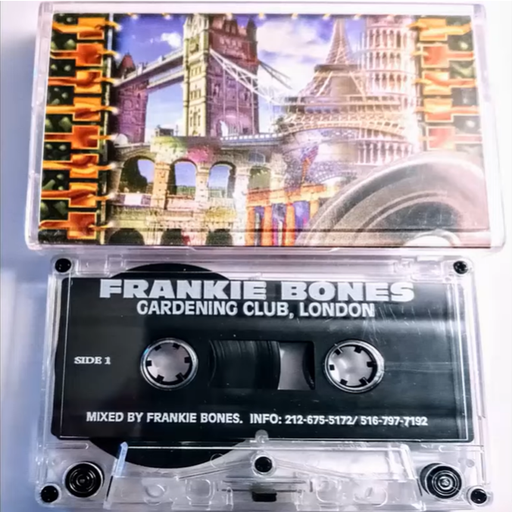 FRANKIE BONES
GARDENING CLUB, LONDON
SIDE 1
MIXED BY FRANKIE BONES. INFO: 212-675-5172/ 516-797-7192